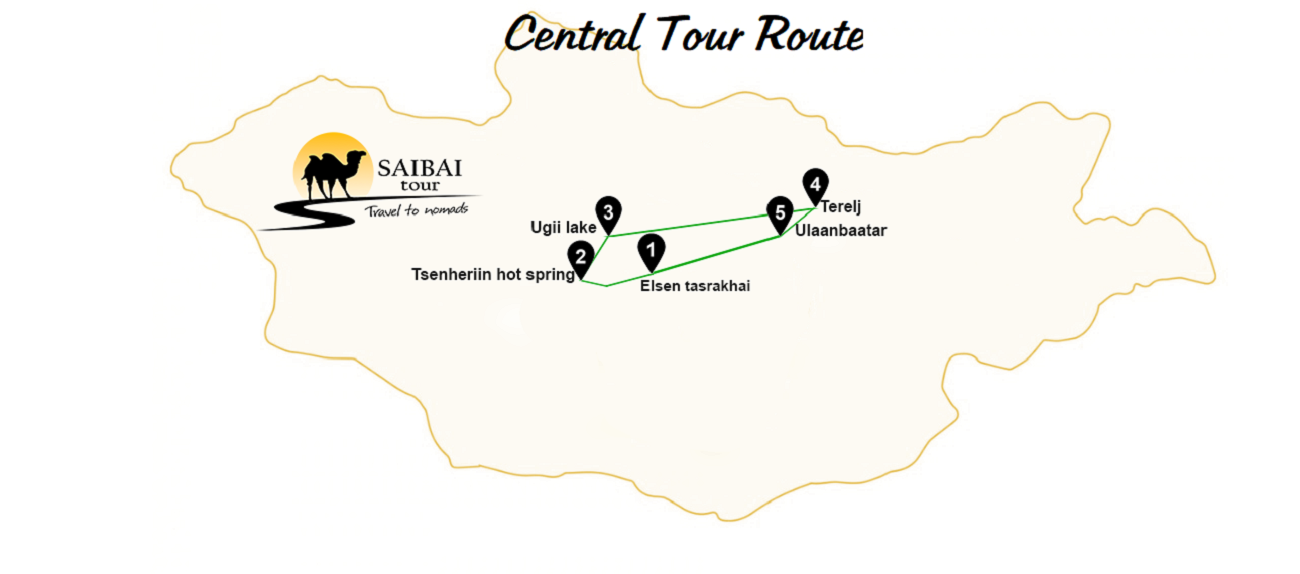 Central Tour Route
SAIBAI
tour
Travel to nomads
4
Terelj
3
5
Ugii lake
Ulaanbaatar
2
1
Tsenheriin hot spring
Elsen tasrakhai